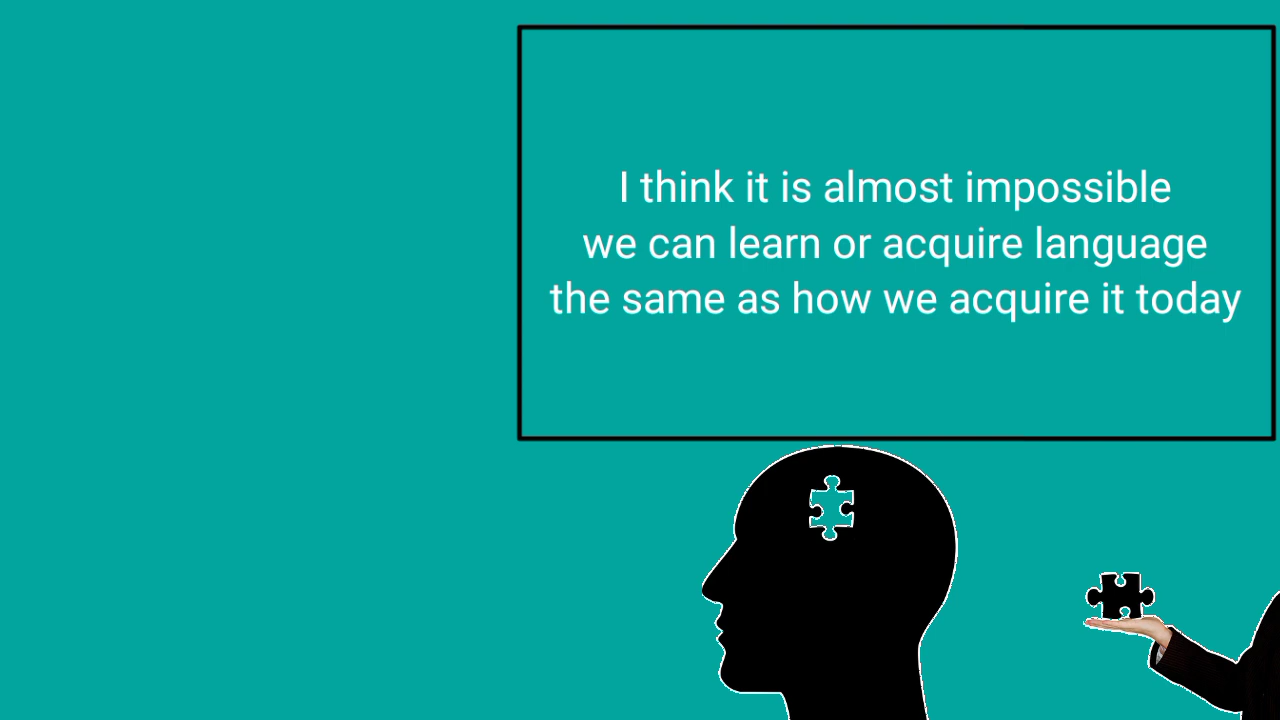 I think it is almost impossible
we can learn or acquire language
the same as how we acquire it today